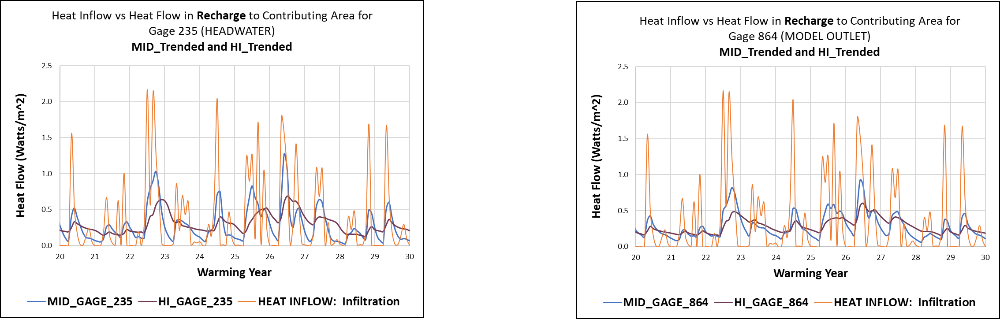 Heat Inflow vs Heat Flow in Recharge to Contributing Area for
Gage 235 (HEADWATER)
MID_Trended and HI_Trended
Heat Flow (Watts/m^2)
2.5
2.0
1.5
1.0
0.5
0.0
20 21 22 23 24 25 26 27 28 29 30
Warming Year
MID_GAGE_235 HI_GAGE_235 HEAT INFLOW: Infiltration
Heat Inflow vs Heat Flow in Recharge to Contributing Area for
Gage 864 (MODEL OUTLET)
MID_Trended and HI_Trended
Heat Flow (Watts/m^2)
2.5
2.0
1.5
1.0
0.5
0.0
20 21 22 23 24 25 26 27 28 29 30
Warming Year
MID_GAGE_864 HI_GAGE_864 HEAT INFLOW: Infiltration